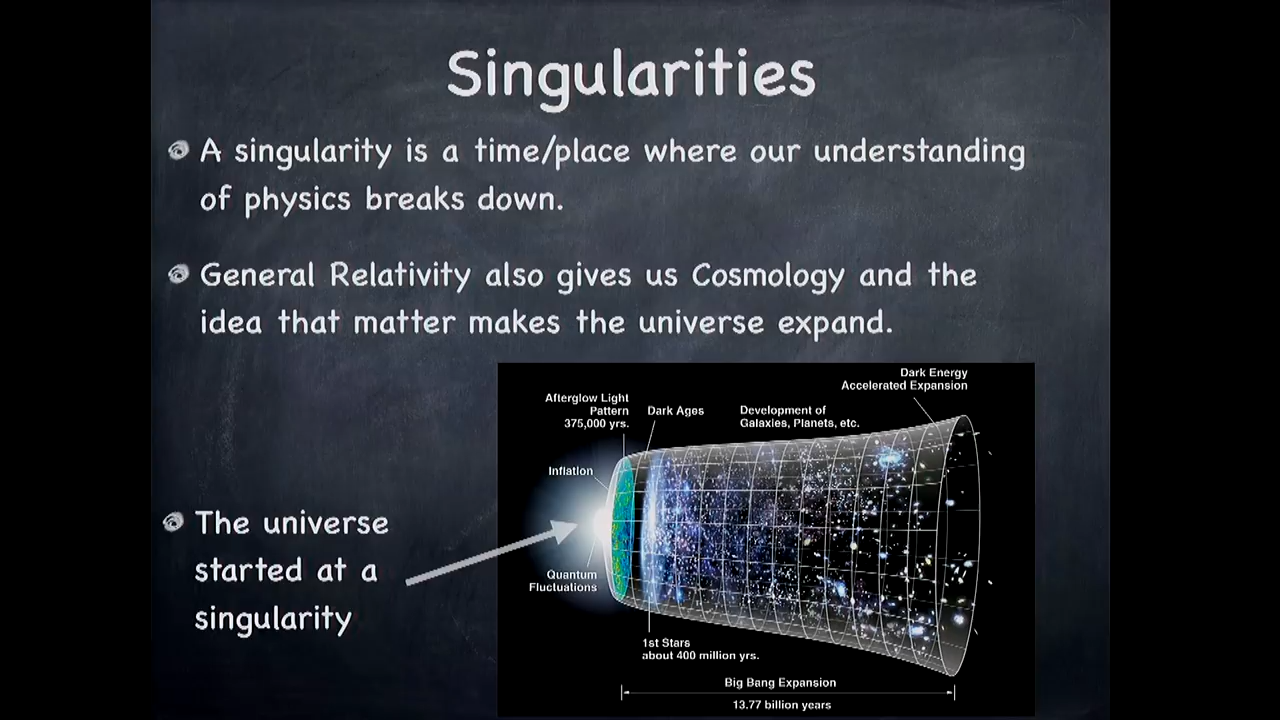 Singularities
A singularity is a time/place where our understanding
of physics breaks down.
General Relativity also gives us Cosmology and the
idea that matter makes the universe expand.
The universe
started at a
singularity
Dark Energy
Accelerated Expansion
Afterglow Light
Pattern
375,000 yrs.
Dark Ages
Development of
Galaxies, Planets, etc.
Inflation
Quantum
Fluctuations
1st Stars
about 400 million yrs.
Big Bang Expansion
13.77 billion years